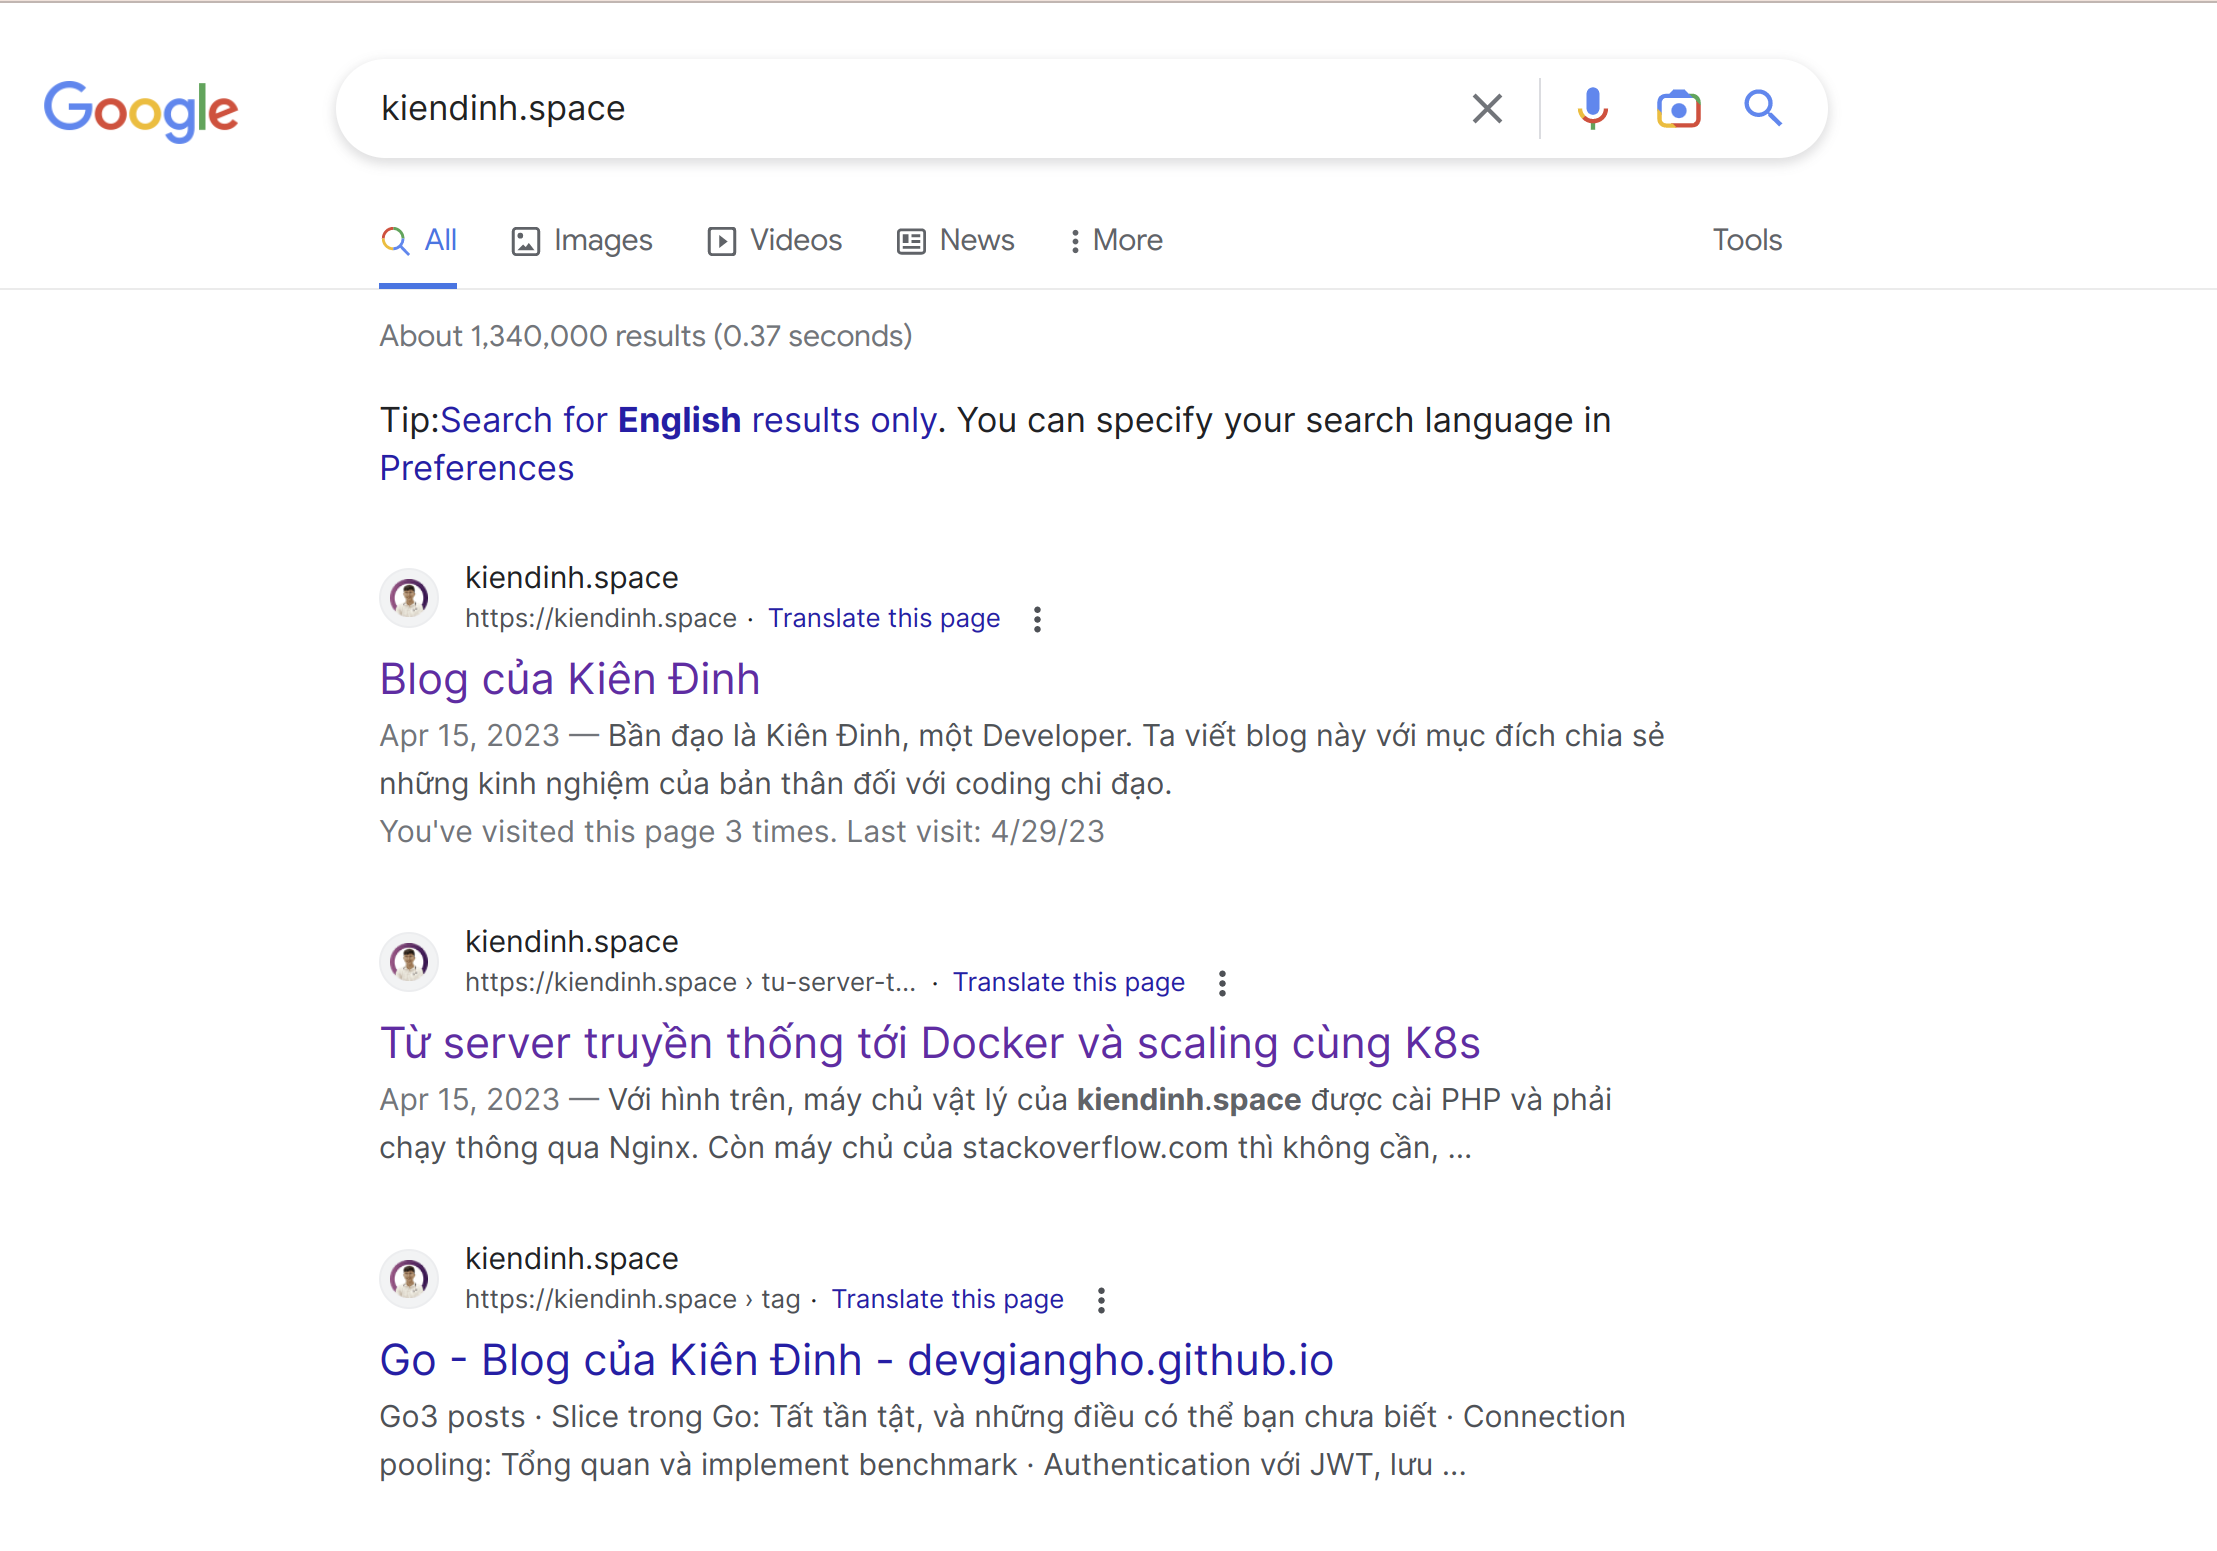 Google
kiendinh.space
All Images Videos News More Tools
About 1,340,000 results (0.37 seconds)
Tip:Search for English results only. You can specify your search language in
Preferences
kiendinh.space
https://kiendinh.space · Translate this page
Blog của Kiên Đinh
Apr 15, 2023 — Bần đạo là Kiên Đinh, một Developer. Ta viết blog này với mục đích chia sẻ
những kinh nghiệm của bản thân đối với coding chi đạo.
You've visited this page 3 times. Last visit: 4/29/23
kiendinh.space
https://kiendinh.space › tu-server-t... · Translate this page
Từ server truyền thống tới Docker và scaling cùng K8s
Apr 15, 2023 — Với hình trên, máy chủ vật lý của kiendinh.space được cài PHP và phải
chạy thông qua Nginx. Còn máy chủ của stackoverflow.com thì không cần, ...
kiendinh.space
https://kiendinh.space › tag · Translate this page
Go - Blog của Kiên Đinh - devgiangho.github.io
Go3 posts · Slice trong Go: Tất tần tật, và những điều có thể bạn chưa biết · Connection
pooling: Tổng quan và implement benchmark · Authentication với JWT, lưu ...